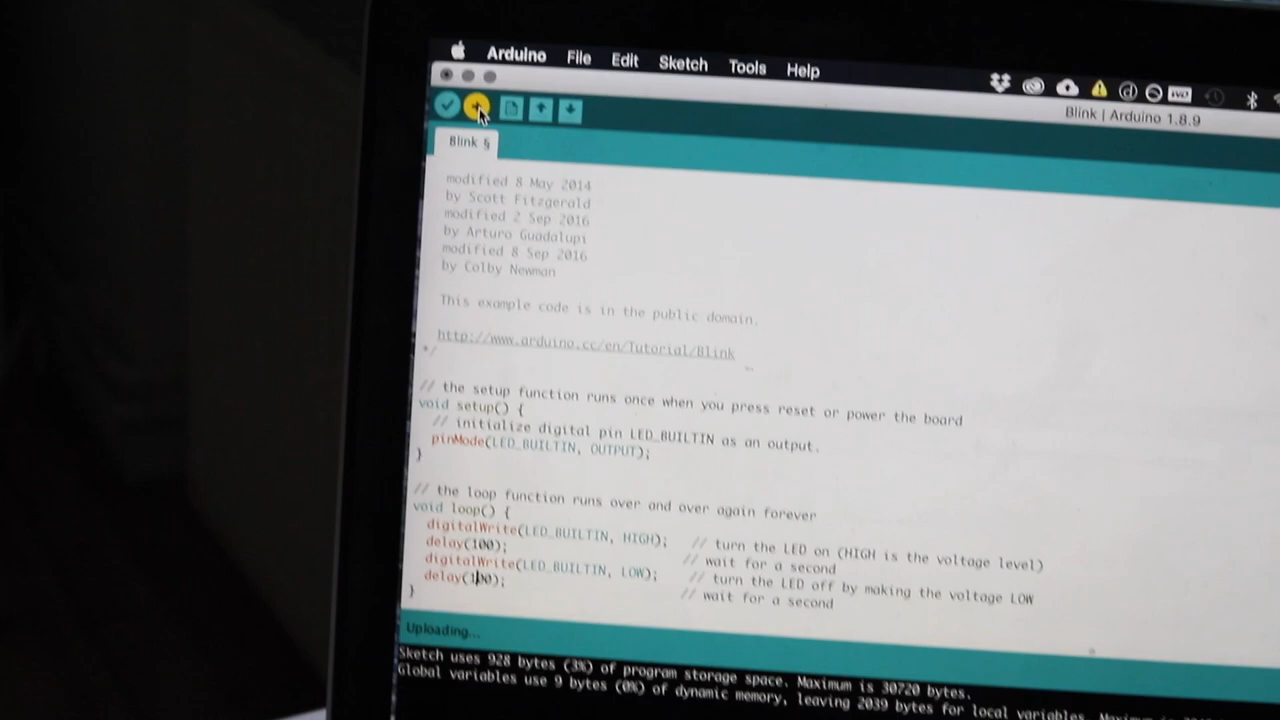 Arduino File Edit Sketch Tools Help
Blink | Arduino 1.8.9
Blink §
modified 8 May 2014
by Scott Fitzgerald
modified 2 Sep 2016
by Arturo Guadalupi
modified 8 Sep 2016
by Colby Newman
This example code is in the public domain.
http://www.arduino.cc/en/Tutorial/Blink
*/
// the setup function runs once when you press reset or power the board
void setup() {
// initialize digital pin LED_BUILTIN as an output.
pinMode(LED_BUILTIN, OUTPUT);
}
// the loop function runs over and over again forever
void loop() {
digitalWrite(LED_BUILTIN, HIGH); // turn the LED on (HIGH is the voltage level)
delay(100); // wait for a second
digitalWrite(LED_BUILTIN, LOW); // turn the LED off by making the voltage LOW
delay(100); // wait for a second
}
Uploading...
Sketch uses 928 bytes (3%) of program storage space. Maximum is 30720 bytes.
Global variables use 9 bytes (0%) of dynamic memory, leaving 2039 bytes for local variables. Maximum